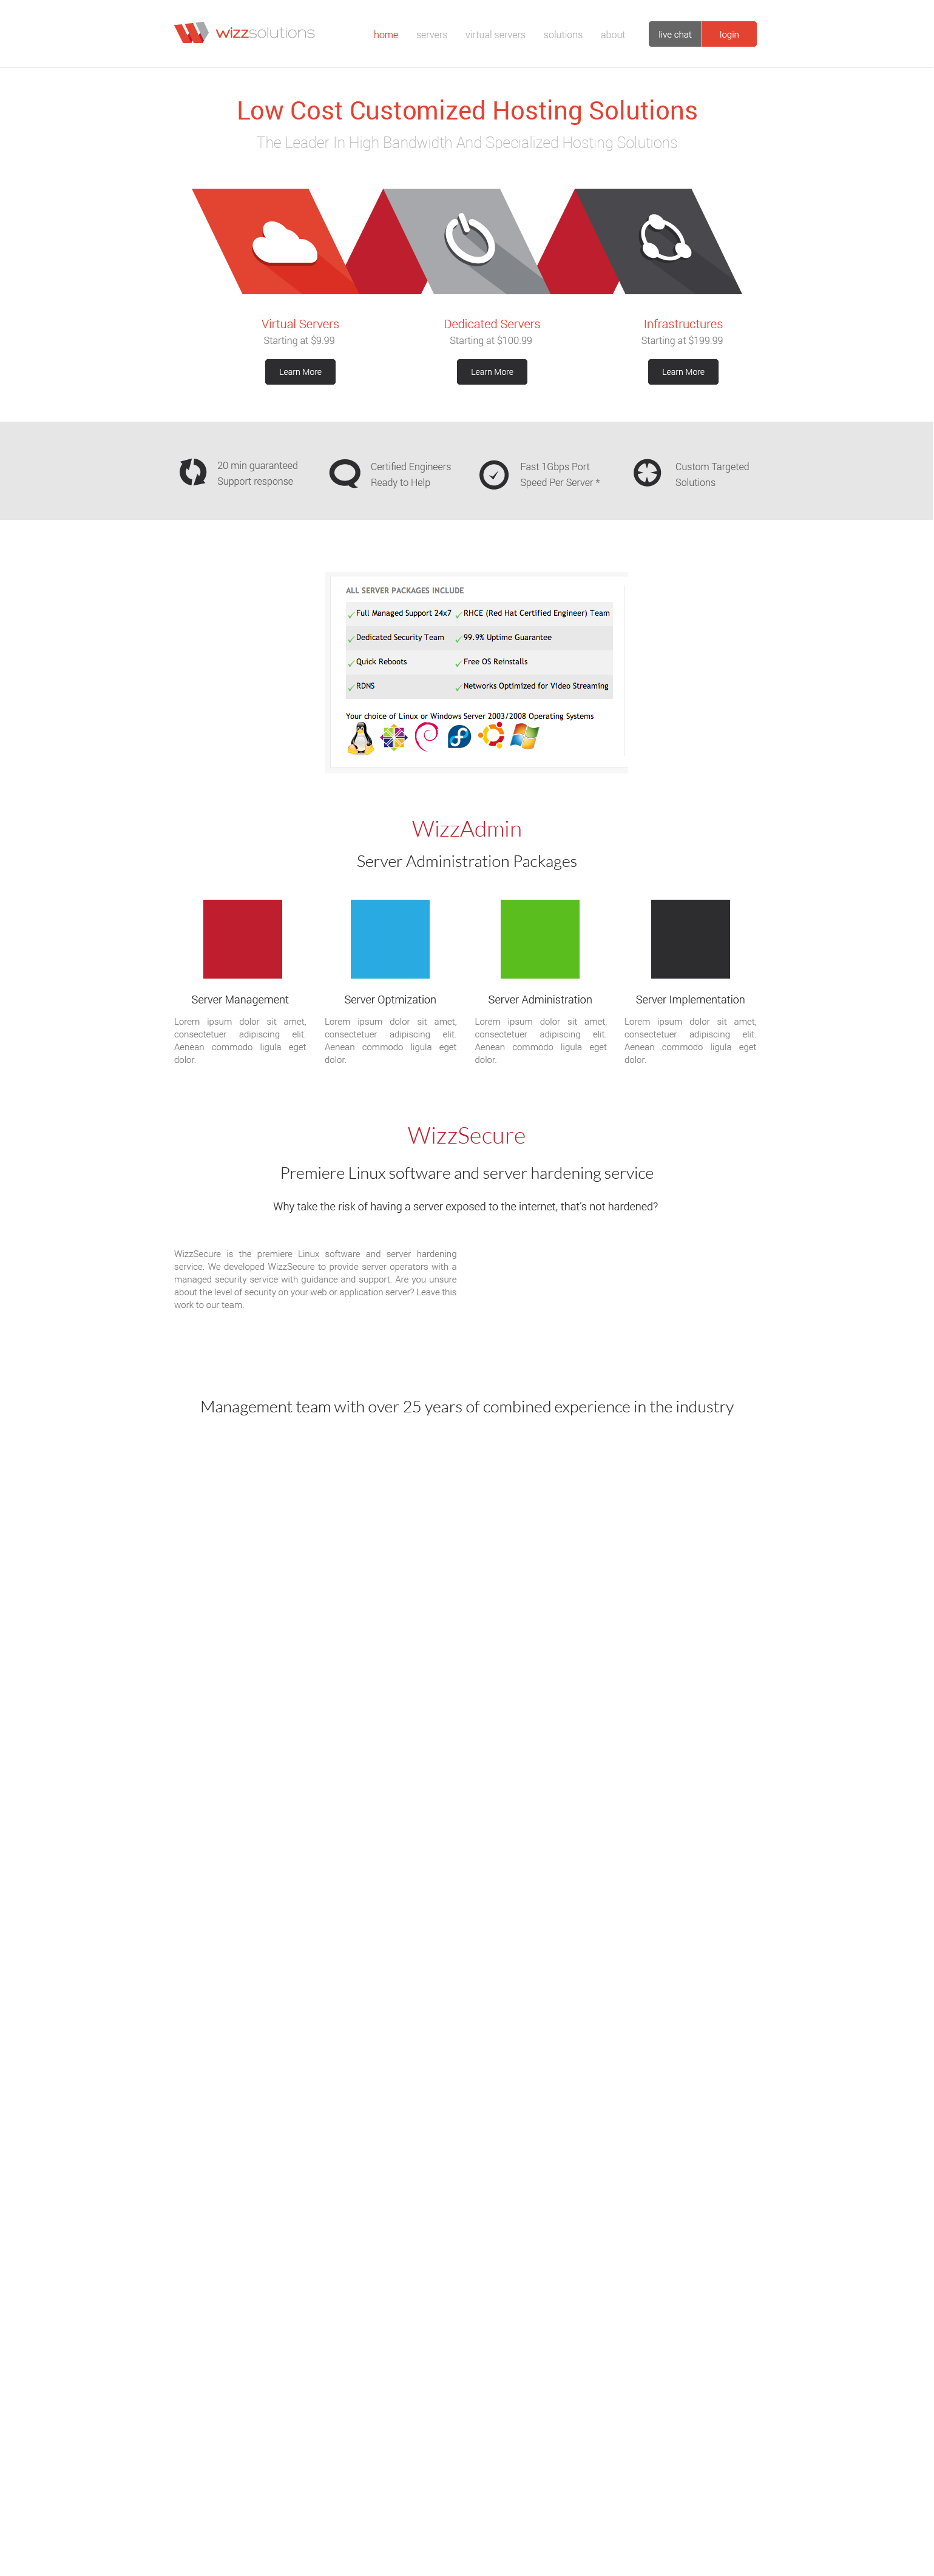 wizzsolutions
home servers virtual servers solutions about
live chat login
Low Cost Customized Hosting Solutions
The Leader In High Bandwidth And Specialized Hosting Solutions
Virtual Servers
Starting at $9.99
Learn More
Dedicated Servers
Starting at $100.99
Learn More
Infrastructures
Starting at $199.99
Learn More
20 min guaranteed
Support response
Certified Engineers
Ready to Help
Fast 1Gbps Port
Speed Per Server *
Custom Targeted
Solutions
ALL SERVER PACKAGES INCLUDE
Full Managed Support 24x7 RHCE (Red Hat Certified Engineer) Team
Dedicated Security Team 99.9% Uptime Guarantee
Quick Reboots Free OS Reinstalls
RDNS Networks Optimized for Video Streaming
Your choice of Linux or Windows Server 2003/2008 Operating Systems
WizzAdmin
Server Administration Packages
Server Management
Lorem ipsum dolor sit amet,
consectetuer adipiscing elit.
Aenean commodo ligula eget
dolor.
Server Optmization
Lorem ipsum dolor sit amet,
consectetuer adipiscing elit.
Aenean commodo ligula eget
dolor.
Server Administration
Lorem ipsum dolor sit amet,
consectetuer adipiscing elit.
Aenean commodo ligula eget
dolor.
Server Implementation
Lorem ipsum dolor sit amet,
consectetuer adipiscing elit.
Aenean commodo ligula eget
dolor.
WizzSecure
Premiere Linux software and server hardening service
Why take the risk of having a server exposed to the internet, that's not hardened?
WizzSecure is the premiere Linux software and server hardening
service. We developed WizzSecure to provide server operators with a
managed security service with guidance and support. Are you unsure
about the level of security on your web or application server? Leave this
work to our team.
Management team with over 25 years of combined experience in the industry